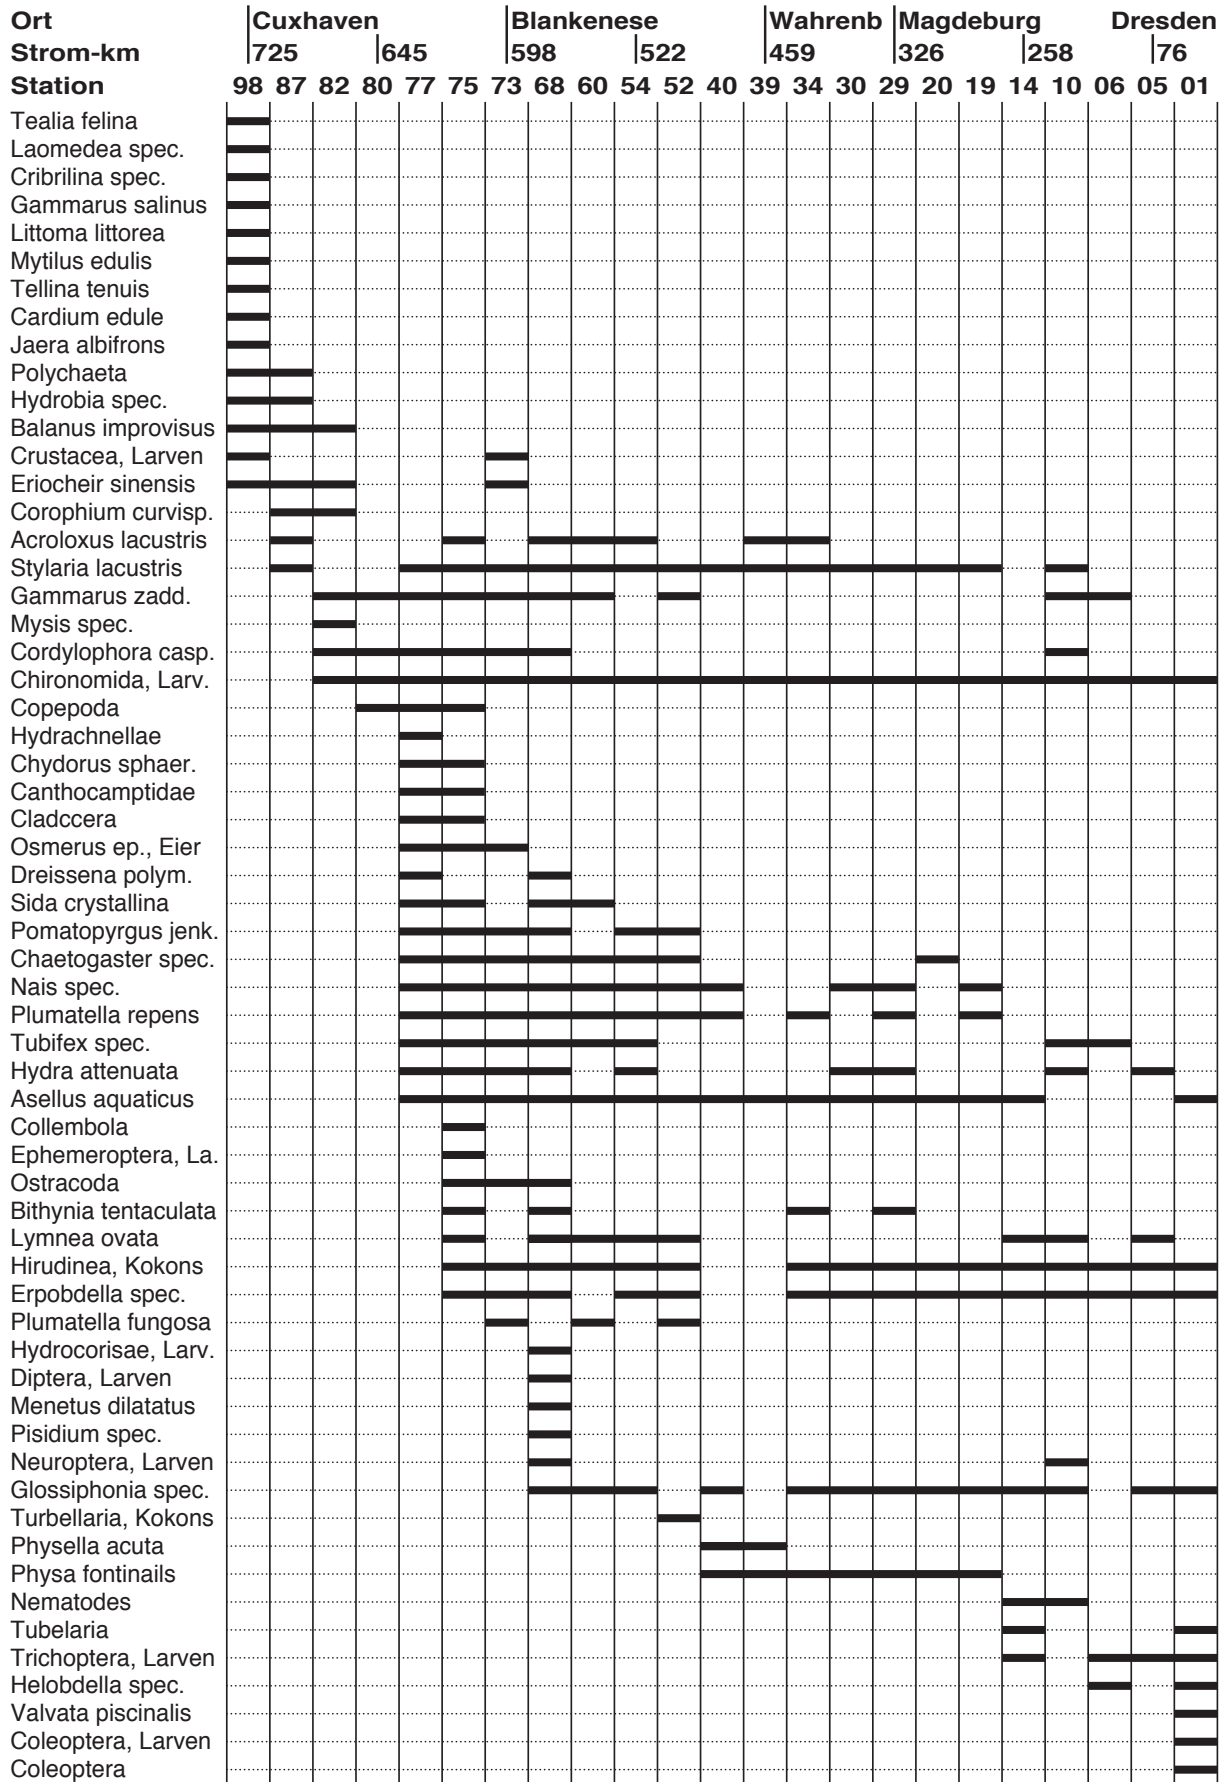 Ort Cuxhaven Blankenese Wahrenb Magdeburg Dresden
Strom-km 725 645 598 522 459 326 258 76
Station 98 87 82 80 77 75 73 68 60 54 52 40 39 34 30 29 20 19 14 10 06 05 01
Tealia felina
Laomedea spec.
Cribrilina spec.
Gammarus salinus
Littoma littorea
Mytilus edulis
Tellina tenuis
Cardium edule
Jaera albifrons
Polychaeta
Hydrobia spec.
Balanus improvisus
Crustacea, Larven
Eriocheir sinensis
Corophium curvisp.
Acroloxus lacustris
Stylaria lacustris
Gammarus zadd.
Mysis spec.
Cordylophora casp.
Chironomida, Larv.
Copepoda
Hydrachnellae
Chydorus sphaer.
Canthocamptidae
Cladccera
Osmerus ep., Eier
Dreissena polym.
Sida crystallina
Pomatopyrgus jenk.
Chaetogaster spec.
Nais spec.
Plumatella repens
Tubifex spec.
Hydra attenuata
Asellus aquaticus
Collembola
Ephemeroptera, La.
Ostracoda
Bithynia tentaculata
Lymnea ovata
Hirudinea, Kokons
Erpobdella spec.
Plumatella fungosa
Hydrocorisae, Larv.
Diptera, Larven
Menetus dilatatus
Pisidium spec.
Neuroptera, Larven
Glossiphonia spec.
Turbellaria, Kokons
Physella acuta
Physa fontinails
Nematodes
Tubelaria
Trichoptera, Larven
Helobdella spec.
Valvata piscinalis
Coleoptera, Larven
Coleoptera